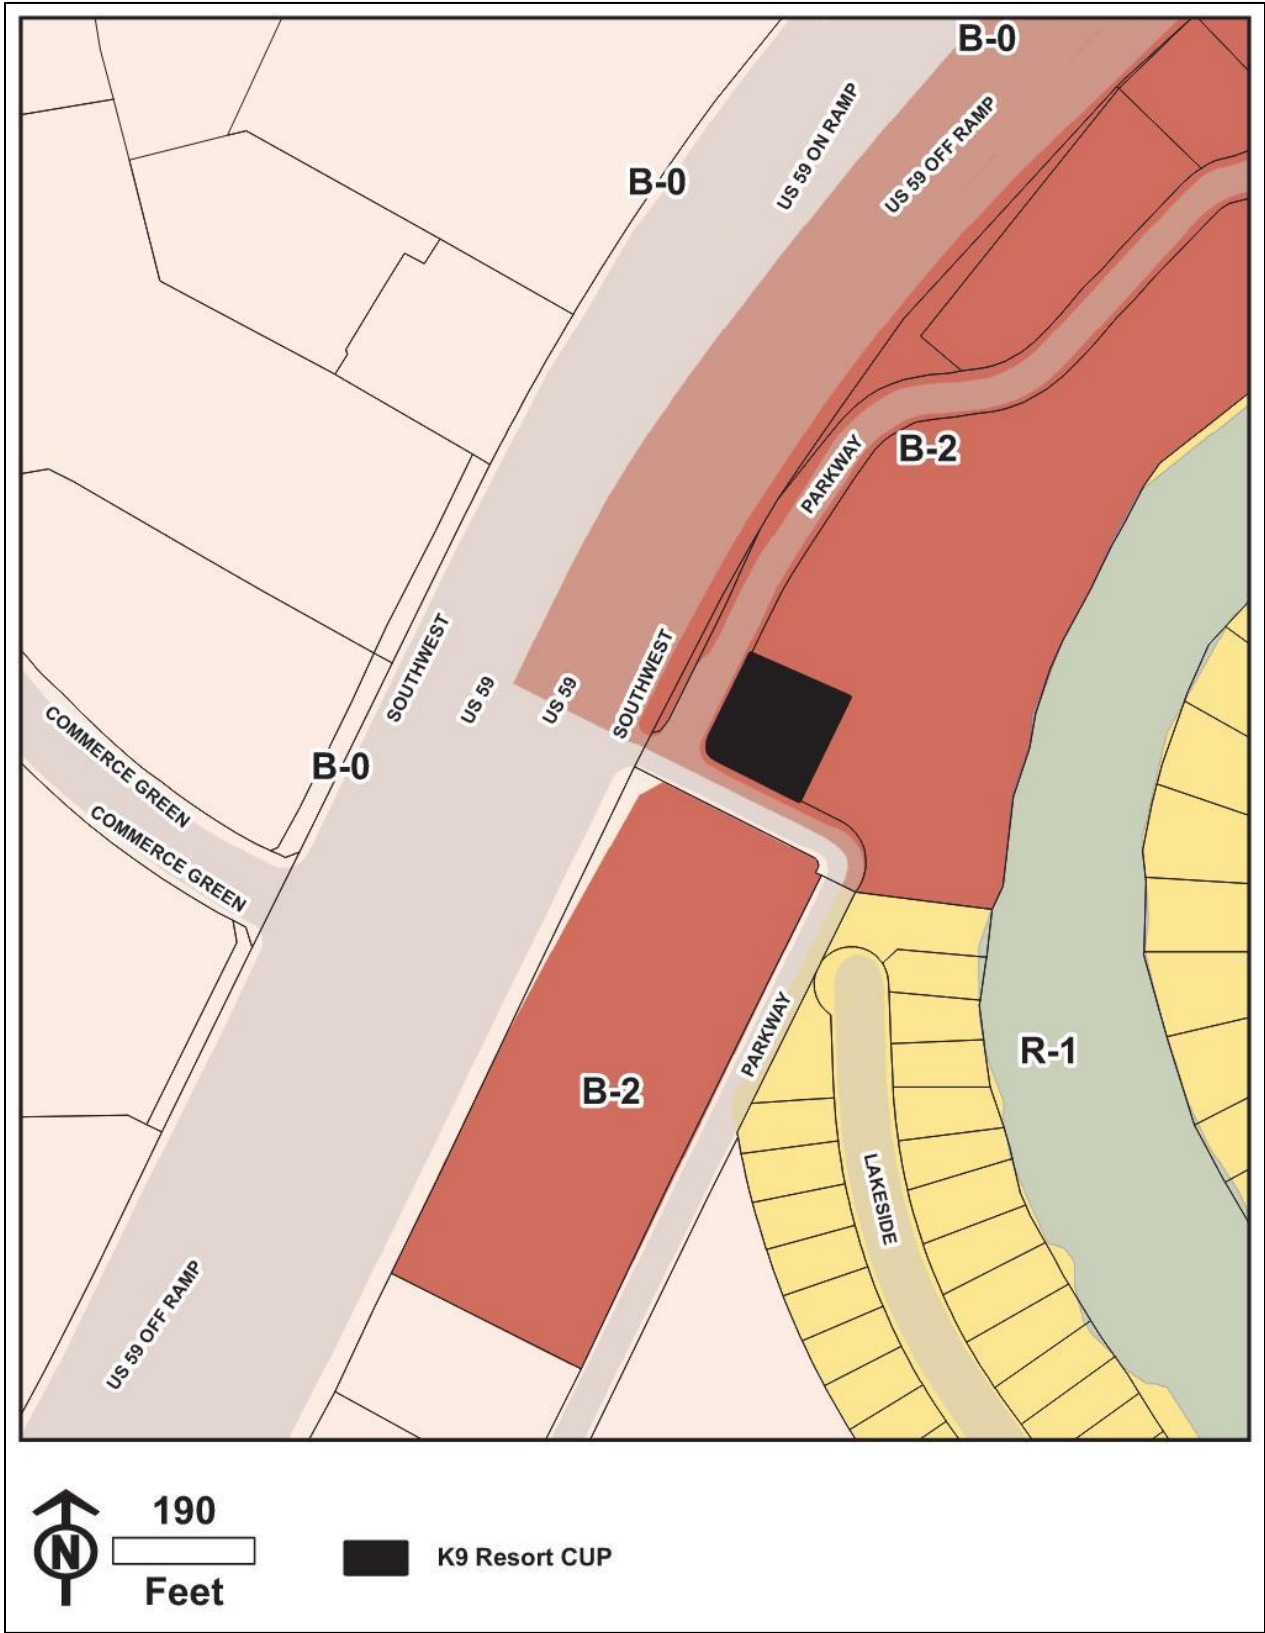 B-0
US 59 ON RAMP
US 59 OFF RAMP
B-0
B-2
PARKWAY
SOUTHWEST
US 59
US 59
SOUTHWEST
COMMERCE GREEN
B-0
COMMERCE GREEN
PARKWAY
R-1
B-2
LAKESIDE
US 59 OFF RAMP
N
190
Feet
K9 Resort CUP